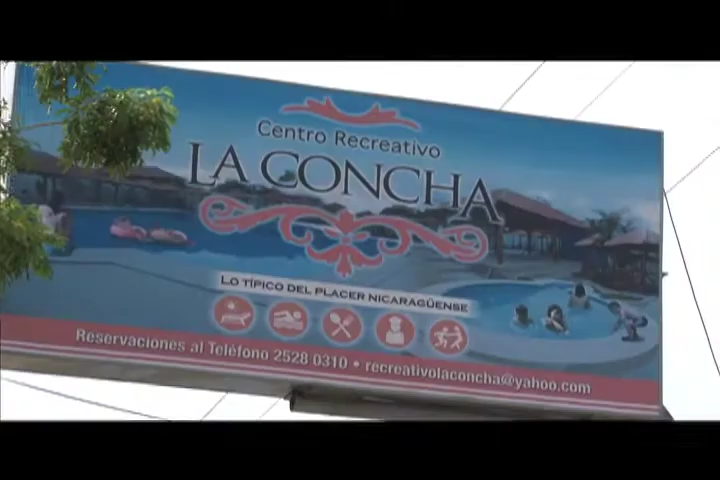 Centro Recreativo
LA CONCHA
LO TÍPICO DEL PLACER NICARAGÜENSE
Reservaciones al Teléfono 2528 0310 • recreativolaconcha@yahoo.com